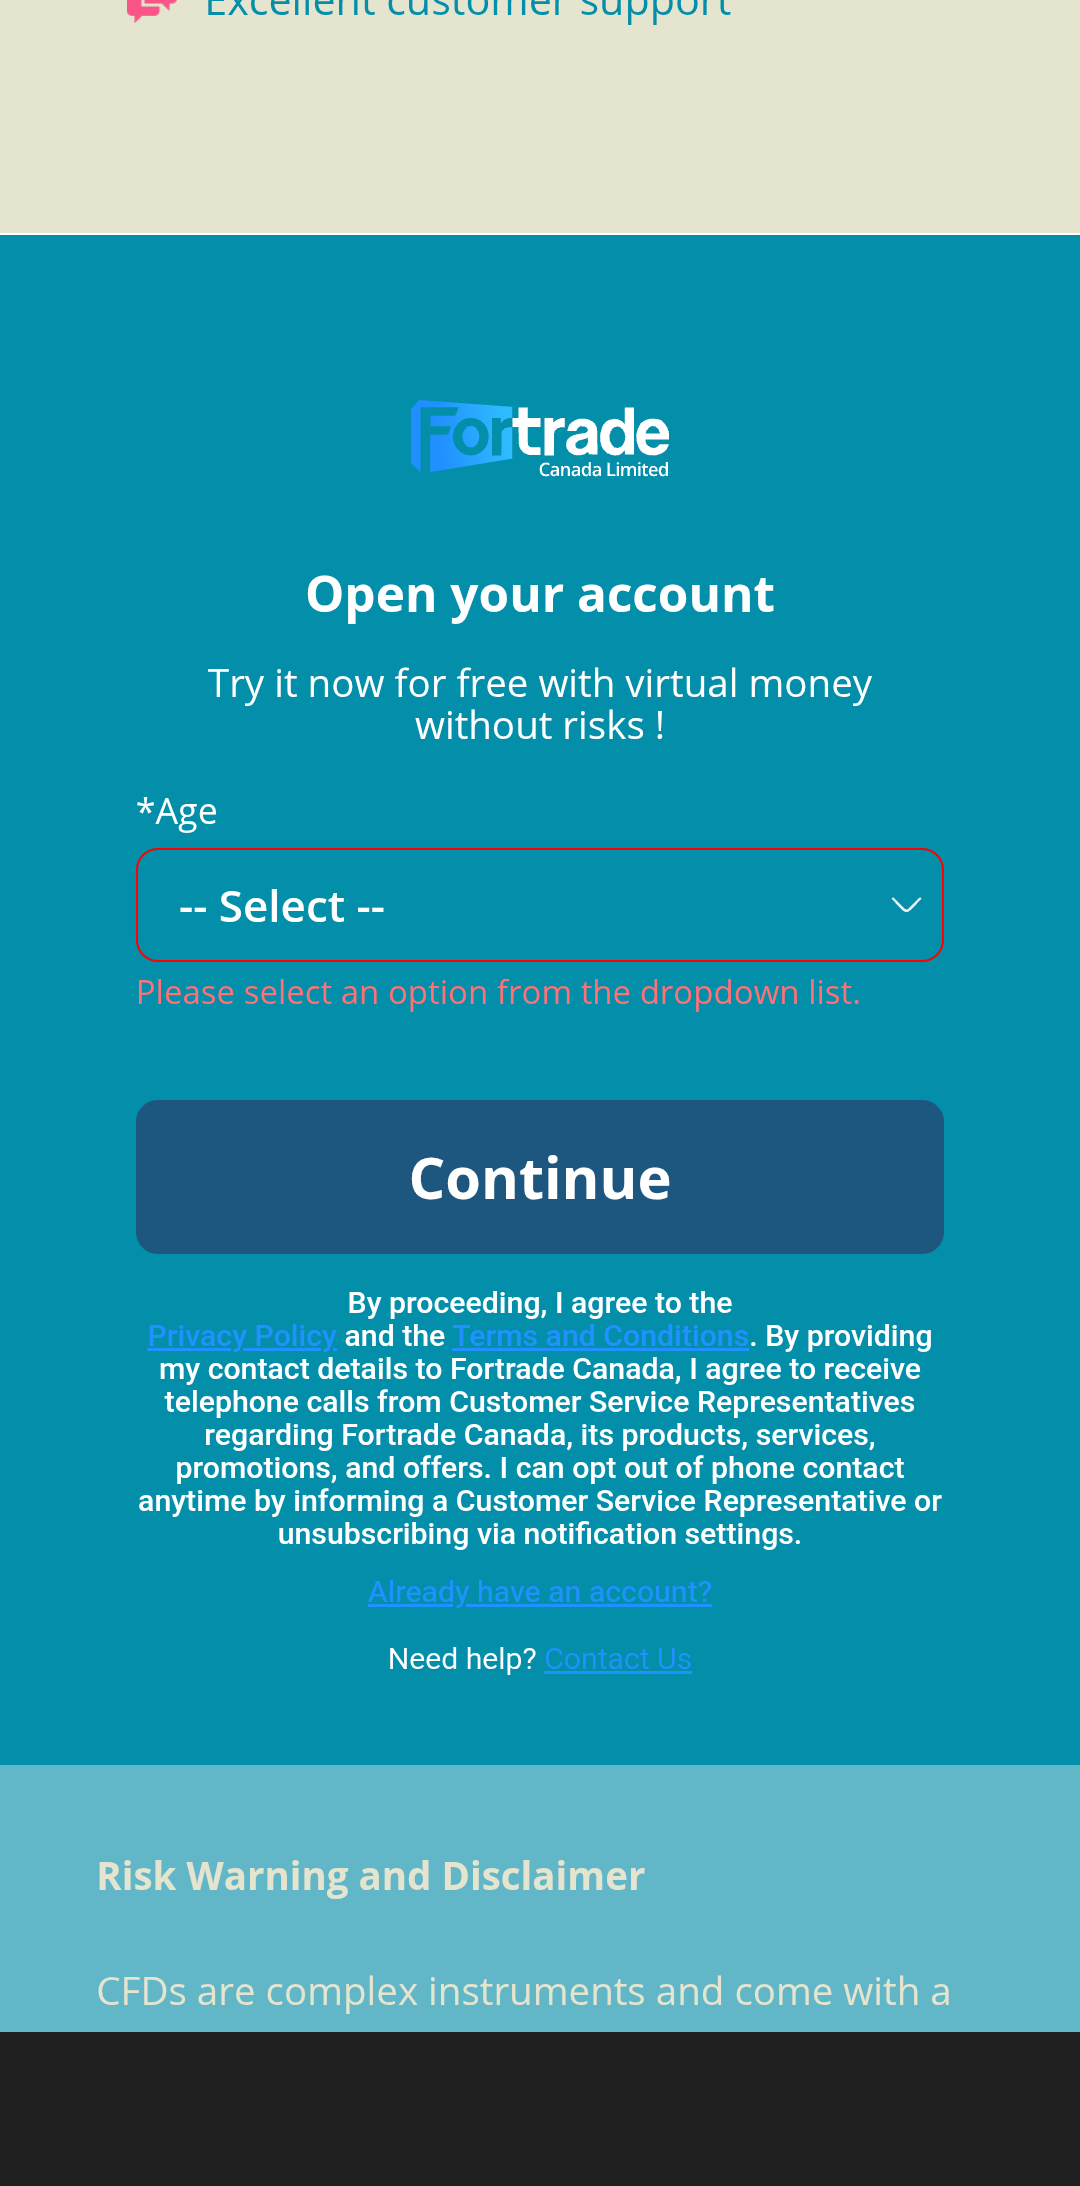 Excellent customer support
Fortrade
Canada Limited
Open your account
Try it now for free with virtual money
without risks !
*Age
-- Select --
Please select an option from the dropdown list.
Continue
By proceeding, I agree to the
Privacy Policy and the Terms and Conditions. By providing
my contact details to Fortrade Canada, I agree to receive
telephone calls from Customer Service Representatives
regarding Fortrade Canada, its products, services,
promotions, and offers. I can opt out of phone contact
anytime by informing a Customer Service Representative or
unsubscribing via notification settings.
Already have an account?
Need help? Contact Us
Risk Warning and Disclaimer
CFDs are complex instruments and come with a